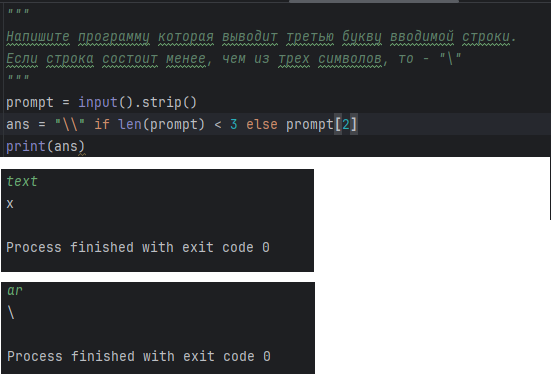 """
Напишите программу которая выводит третью букву вводимой строки.
Если строка состоит менее, чем из трех символов, то - "\"
"""
prompt = input().strip()
ans = "\\" if len(prompt) < 3 else prompt[2]
print(ans)
text
x
Process finished with exit code 0
ar
\
Process finished with exit code 0